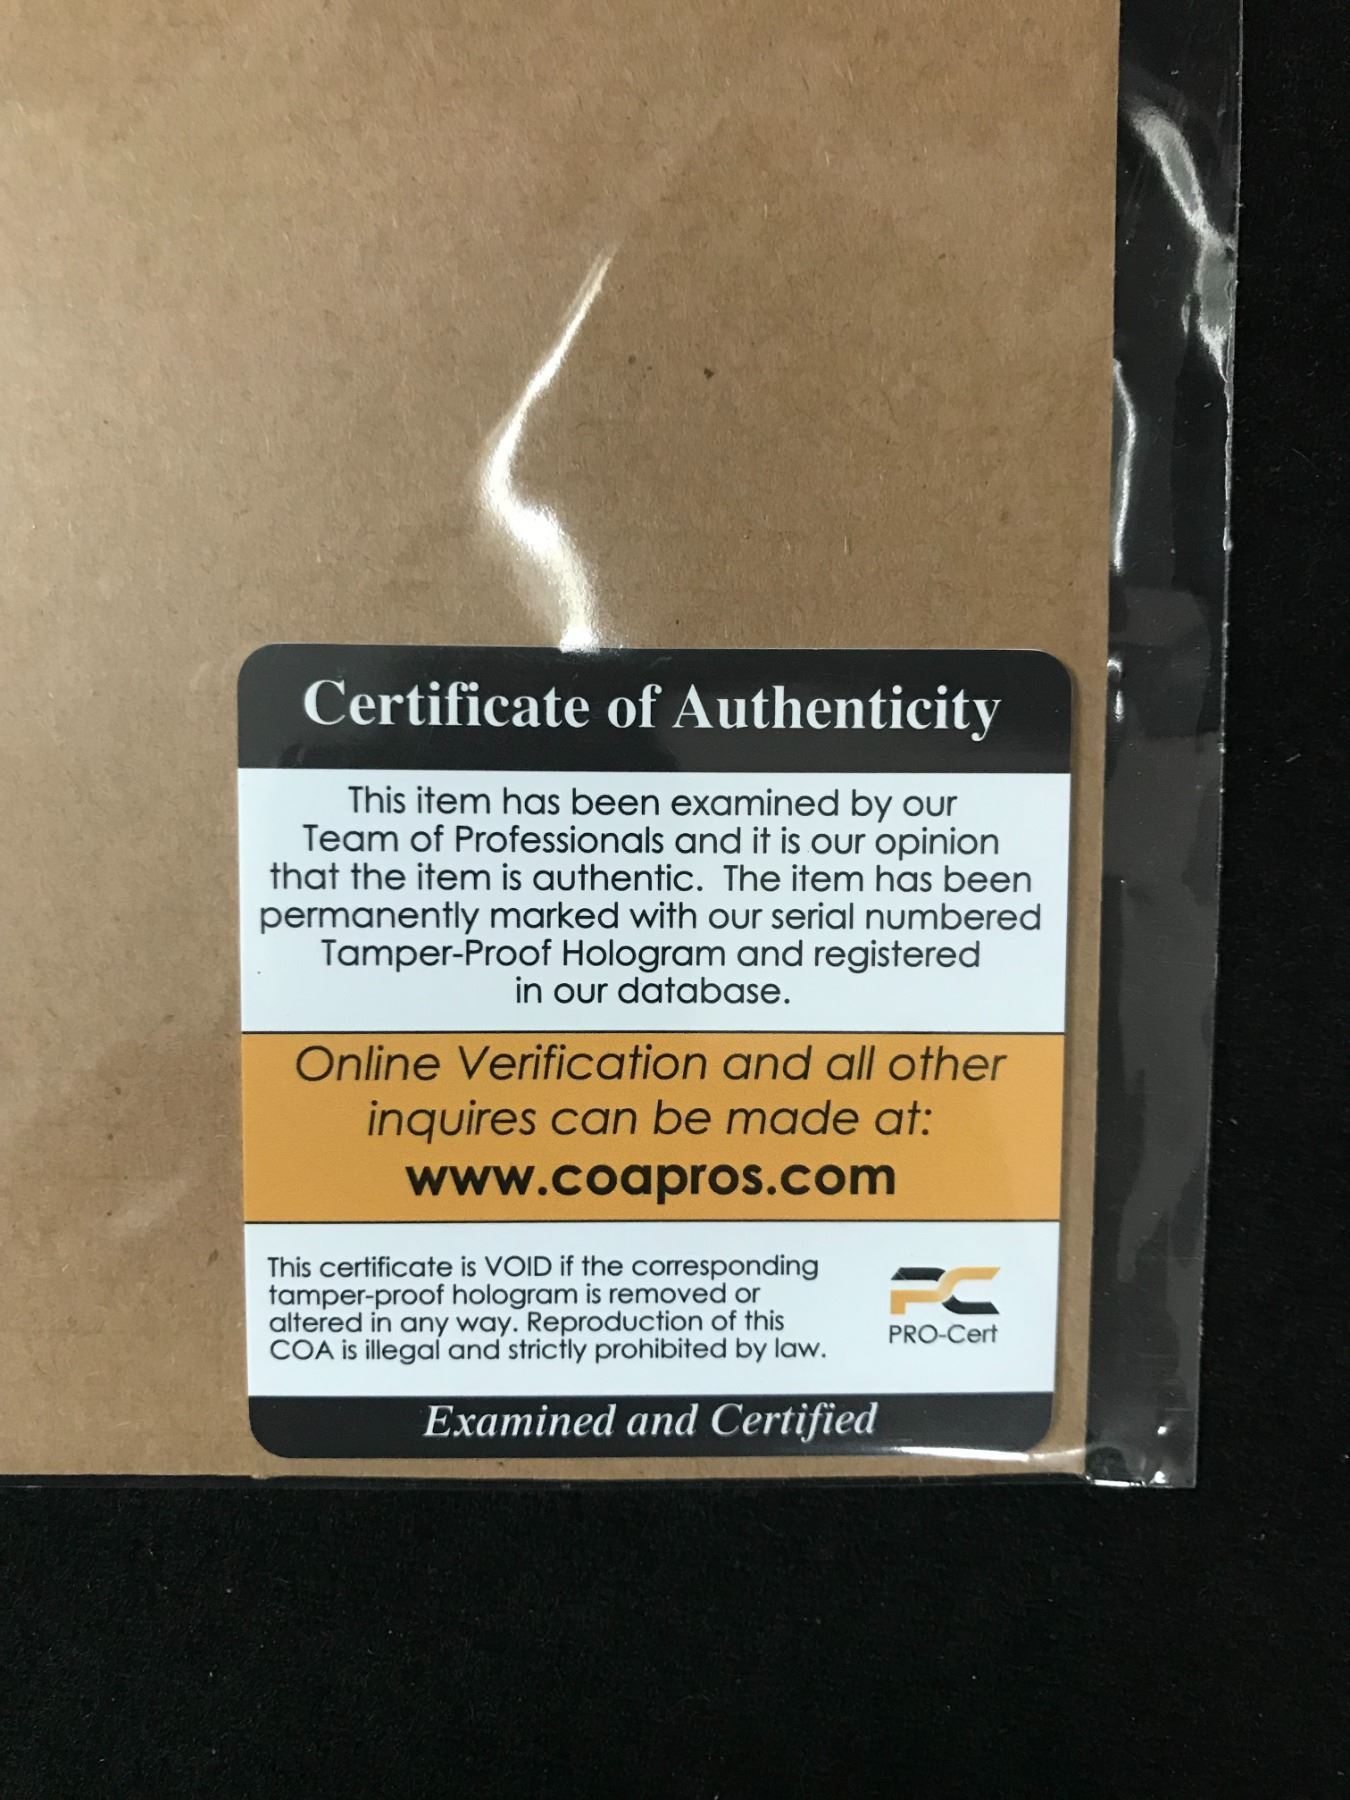 Certificate of Authenticity
This item has been examined by our
Team of Professionals and it is our opinion
that the item is authentic. The item has been
permanently marked with our serial numbered
Tamper-Proof Hologram and registered
in our database.
Online Verification and all other
inquires can be made at:
www.coapros.com
This certificate is VOID if the corresponding
tamper-proof hologram is removed or
altered in any way. Reproduction of this
COA is illegal and strictly prohibited by law.
PC
PRO-Cert
Examined and Certified